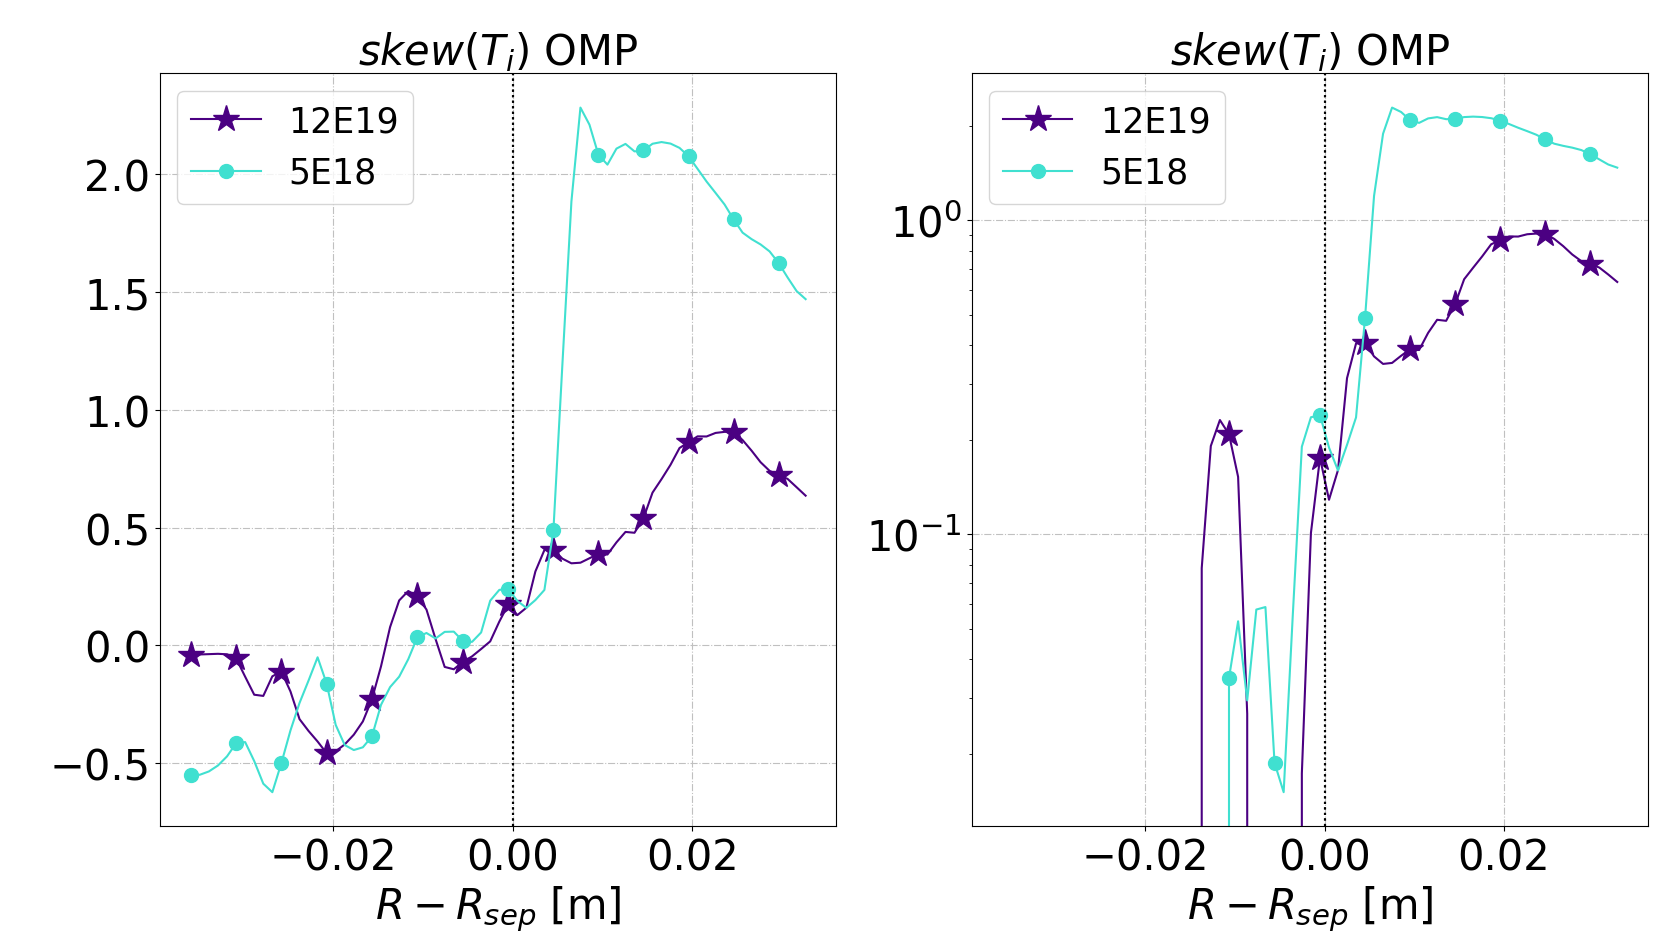 skew(T_i) OMP
12E19
5E18
2.0
1.5
1.0
0.5
0.0
−0.5
−0.02 0.00 0.02
R − R_sep [m]
skew(T_i) OMP
12E19
5E18
10^0
10^−1
−0.02 0.00 0.02
R − R_sep [m]